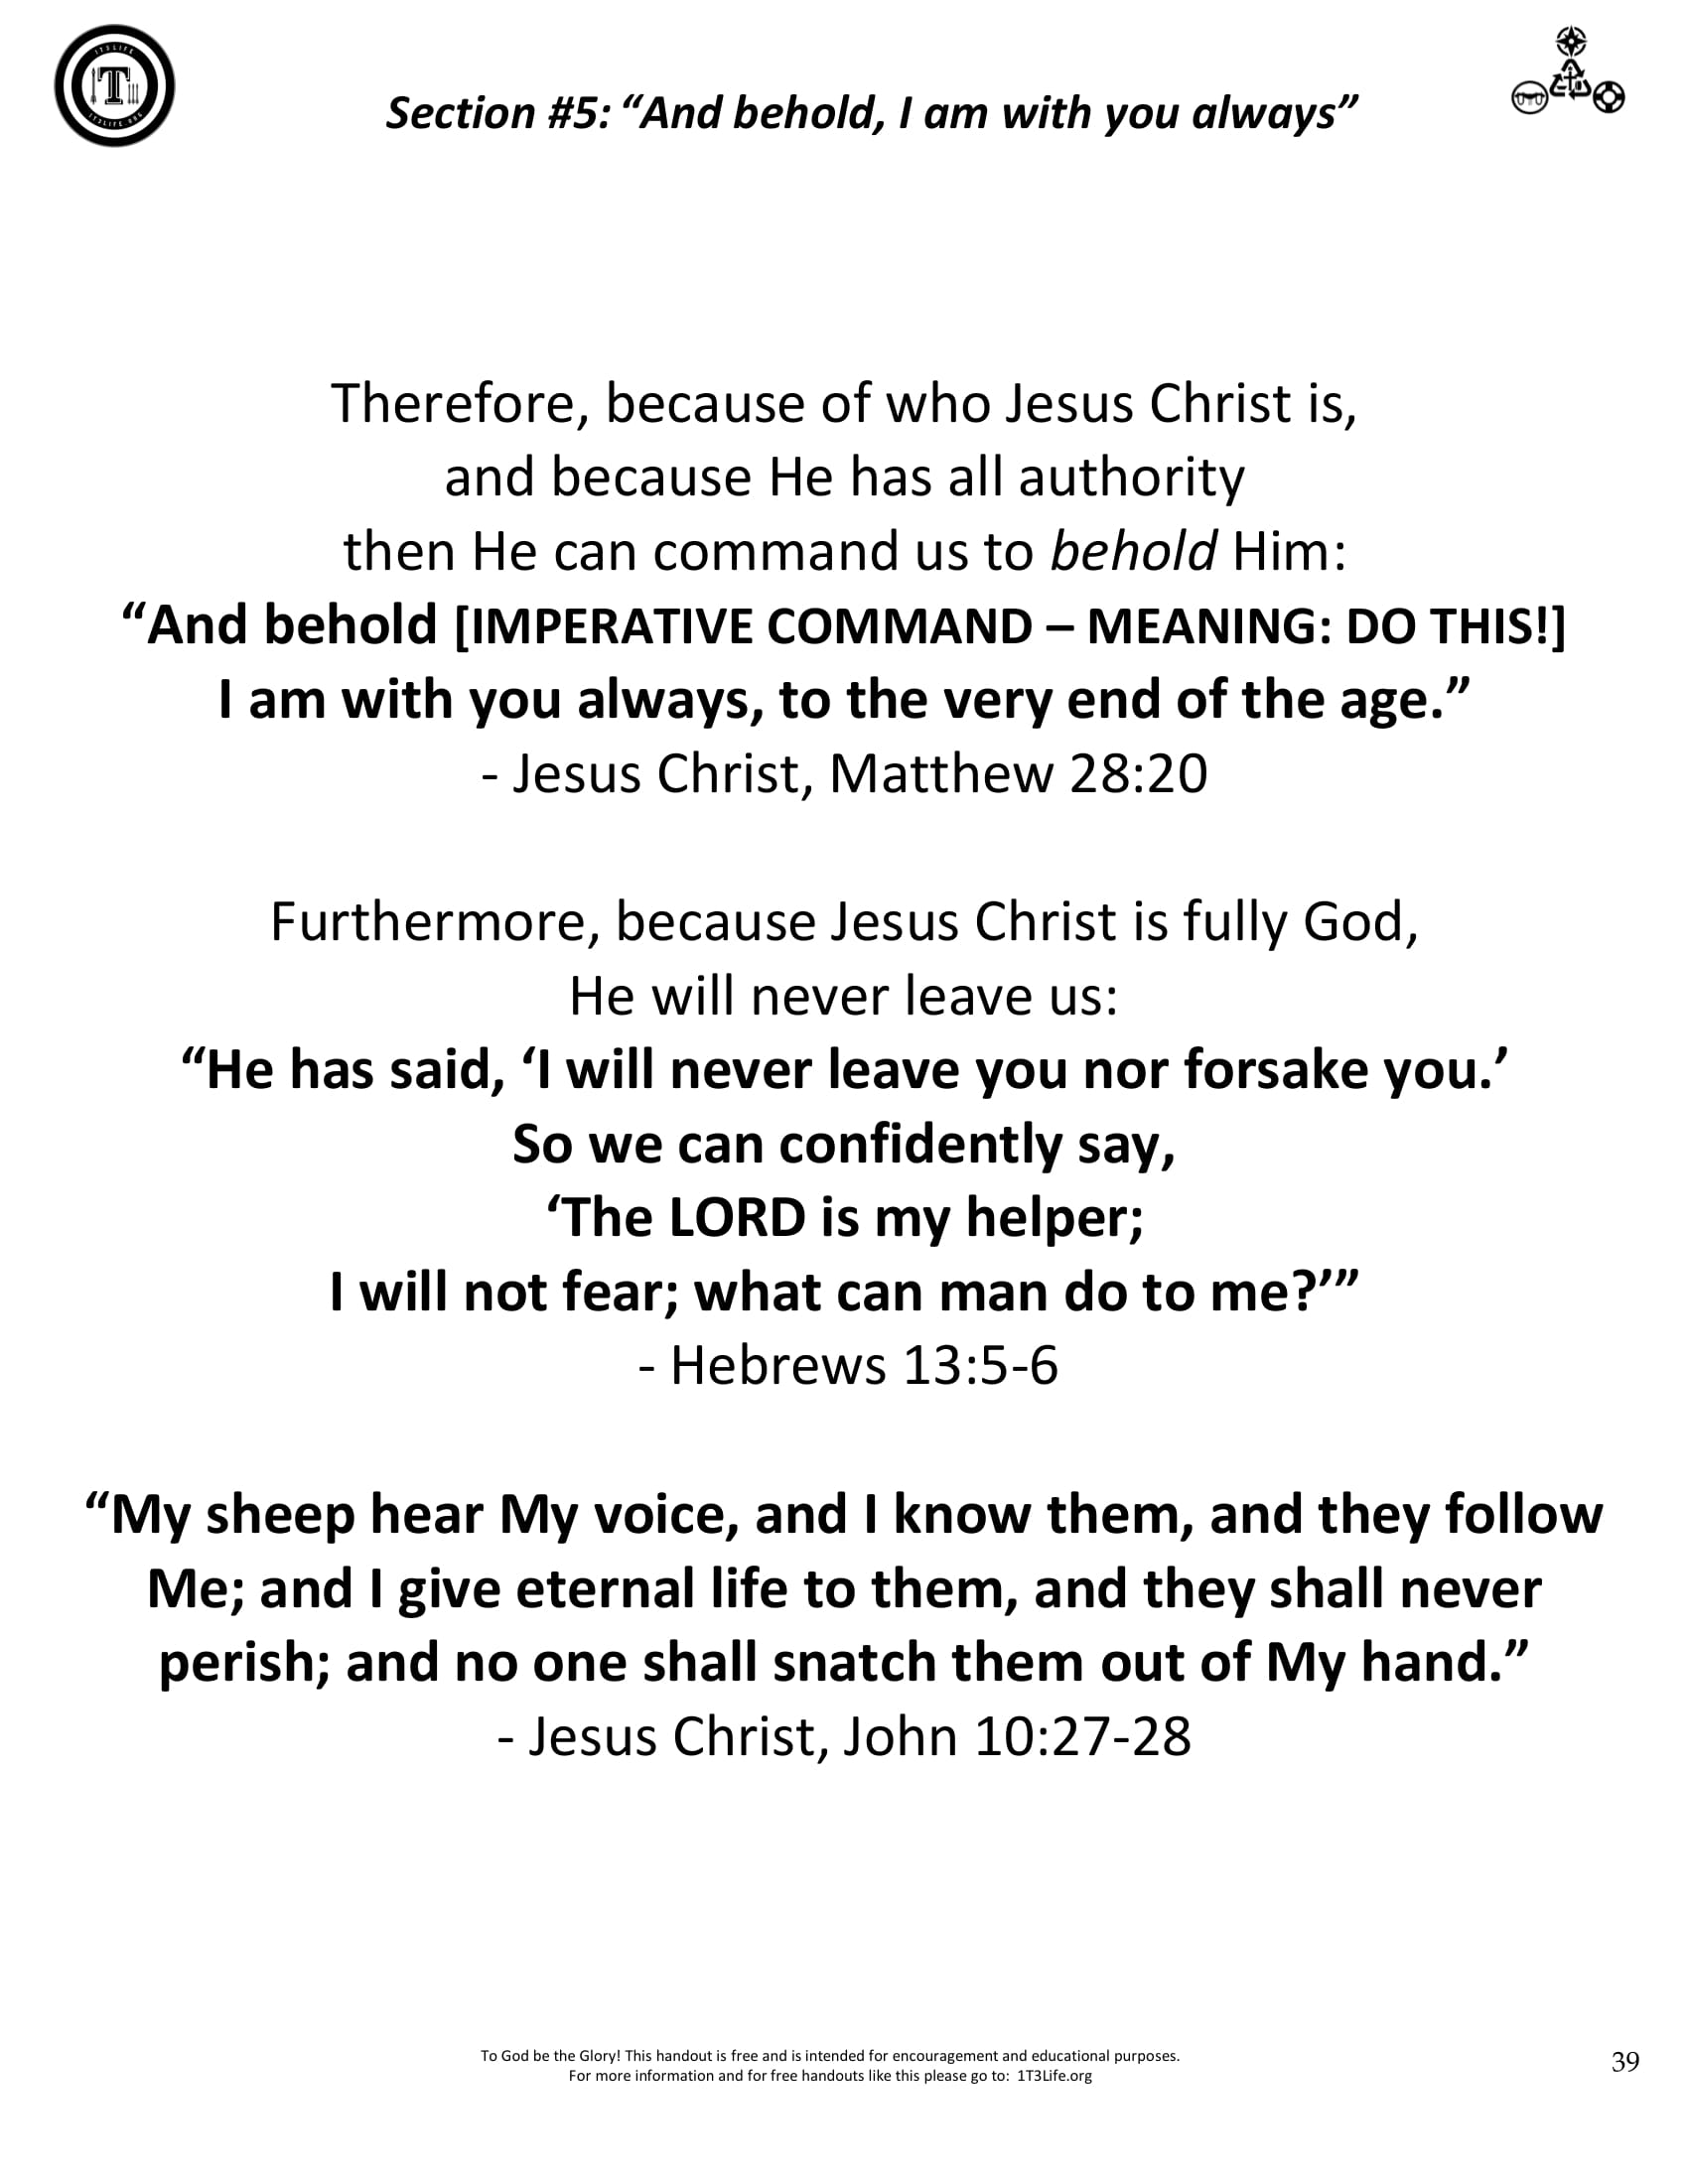 1T3LIFE
T
1T3LIFE.ORG
Section #5: “And behold, I am with you always”
Therefore, because of who Jesus Christ is,
and because He has all authority
then He can command us to behold Him:
“And behold [IMPERATIVE COMMAND – MEANING: DO THIS!]
I am with you always, to the very end of the age.”
- Jesus Christ, Matthew 28:20
Furthermore, because Jesus Christ is fully God,
He will never leave us:
“He has said, ‘I will never leave you nor forsake you.’
So we can confidently say,
‘The LORD is my helper;
I will not fear; what can man do to me?’”
- Hebrews 13:5-6
“My sheep hear My voice, and I know them, and they follow
Me; and I give eternal life to them, and they shall never
perish; and no one shall snatch them out of My hand.”
- Jesus Christ, John 10:27-28
To God be the Glory! This handout is free and is intended for encouragement and educational purposes.
For more information and for free handouts like this please go to:  1T3Life.org
39